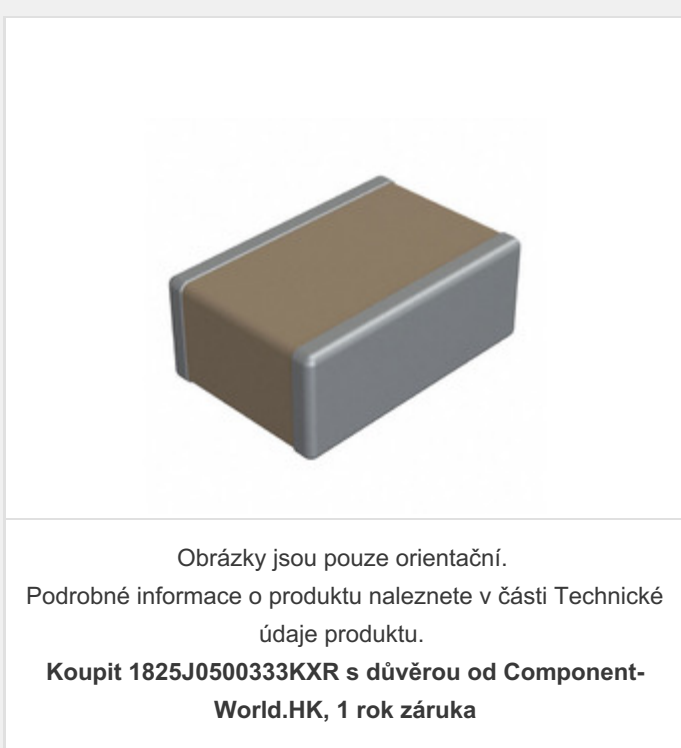 Obrázky jsou pouze orientační.
Podrobné informace o produktu naleznete v části Technické
údaje produktu.
Koupit 1825J0500333KXR s důvěrou od Component-
World.HK, 1 rok záruka